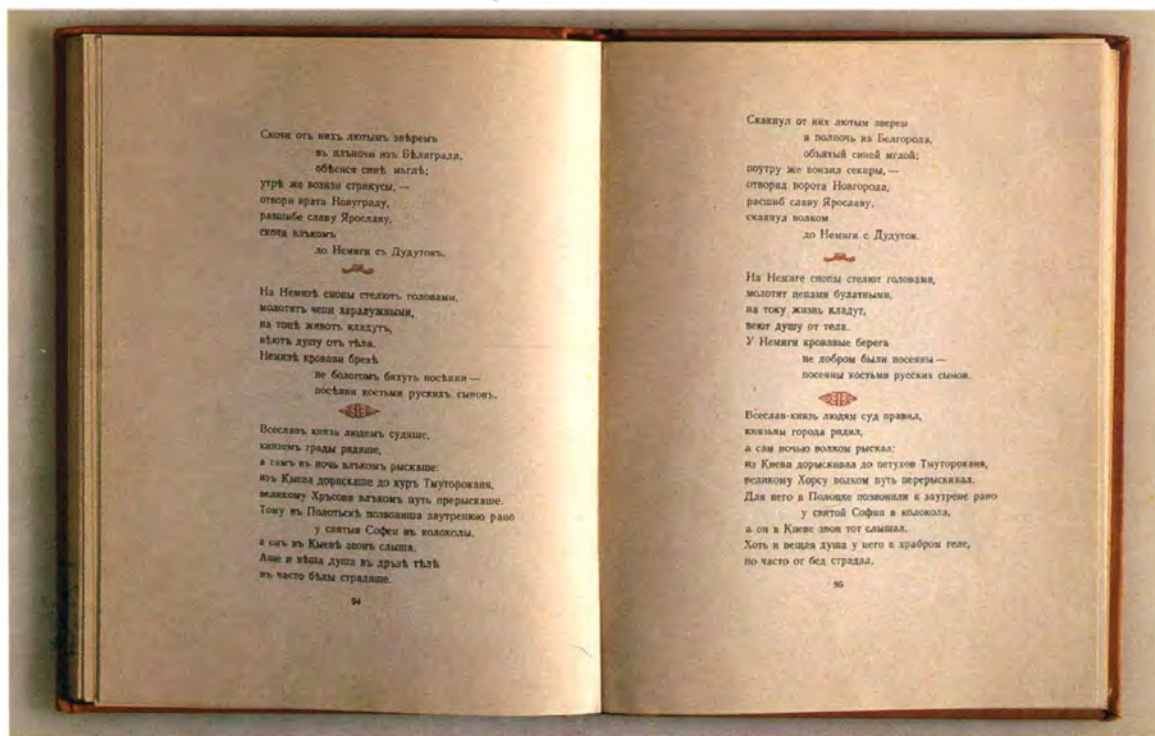 Скочи отъ нихъ лютымъ звѣремъ
въ плъночи изъ Бѣлаграда,
обѣсися синѣ мьглѣ;
утрѣ же вознзи стрикусы, —
отвори врата Новуграду,
разшибе славу Ярославу,
скочи влъкомъ
до Немиги съ Дудутокъ.
На Немизѣ снопы стелютъ головами,
молотятъ чепи харалужными,
на тоцѣ животъ кладутъ,
вѣютъ душу отъ тѣла.
Немизѣ кровави брезѣ
не бологомъ бяхуть посѣяни —
посѣяни костьми рускихъ сыновъ.
Всеславъ князь людемъ судяше,
княземъ грады рядяше,
а самъ въ ночь влъкомъ рыскаше:
изъ Кыева дорискаше до куръ Тмутороканя,
великому Хръсови влъкомъ путь прерыскаше.
Тому въ Полотьскѣ позвониша заутренюю рано
у святыя Софеи въ колоколы,
а онъ въ Кыевѣ звонъ слыша.
Аще и вѣща душа въ дръзѣ тѣлѣ
нъ часто бѣды страдаше.
94
Скакнул от них лютым зверем
в полночь из Белгорода,
объятый синей мглой;
поутру же вонзил секиры, —
отворил ворота Новгорода,
расшиб славу Ярославу,
скакнул волком
до Немиги с Дудуток.
На Немиге снопы стелют головами,
молотят цепами булатными,
на току жизнь кладут,
веют душу от тела.
У Немиги кровавые берега
не добром были посеяны —
посеяны костьми русских сынов.
Всеслав-князь людям суд правил,
князьям города рядил,
а сам ночью волком рыскал:
из Киева дорыскивал до петухов Тмутороканя,
великому Хорсу волком путь перерыскивал.
Для него в Полоцке позвонили к заутрене рано
у святой Софии в колокола,
а он в Киеве звон тот слышал.
Хоть и вещая душа у него в храбром теле,
но часто от бед страдал.
95